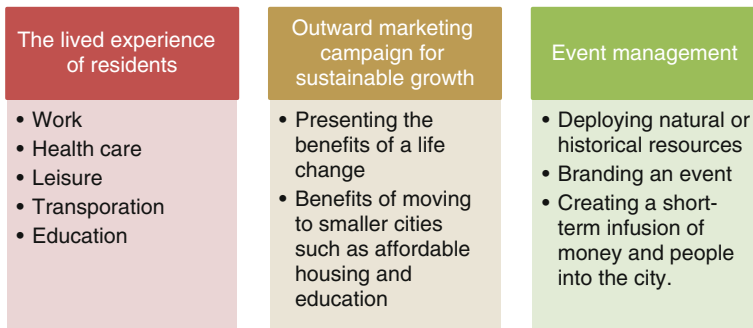 The lived experience
of residents
• Work
• Health care
• Leisure
• Transporation
• Education
Outward marketing
campaign for
sustainable growth
• Presenting the
benefits of a life
change
• Benefits of moving
to smaller cities
such as affordable
housing and
education
Event management
• Deploying natural or
historical resources
• Branding an event
• Creating a short-
term infusion of
money and people
into the city.